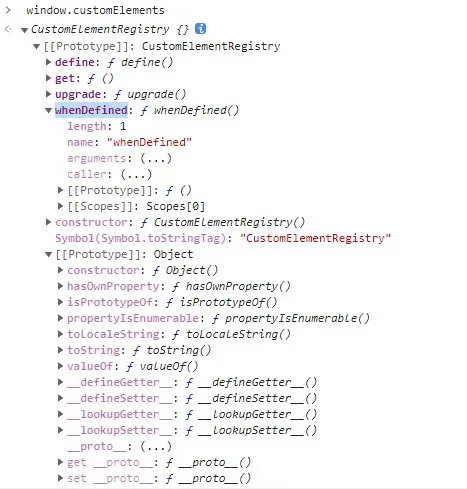 window.customElements
CustomElementRegistry {} i
[[Prototype]]: CustomElementRegistry
define: ƒ define()
get: ƒ ()
upgrade: ƒ upgrade()
whenDefined: ƒ whenDefined()
length: 1
name: "whenDefined"
arguments: (...)
caller: (...)
[[Prototype]]: ƒ ()
[[Scopes]]: Scopes[0]
constructor: ƒ CustomElementRegistry()
Symbol(Symbol.toStringTag): "CustomElementRegistry"
[[Prototype]]: Object
constructor: ƒ Object()
hasOwnProperty: ƒ hasOwnProperty()
isPrototypeOf: ƒ isPrototypeOf()
propertyIsEnumerable: ƒ propertyIsEnumerable()
toLocaleString: ƒ toLocaleString()
toString: ƒ toString()
valueOf: ƒ valueOf()
__defineGetter__: ƒ __defineGetter__()
__defineSetter__: ƒ __defineSetter__()
__lookupGetter__: ƒ __lookupGetter__()
__lookupSetter__: ƒ __lookupSetter__()
__proto__: (...)
get __proto__: ƒ __proto__()
set __proto__: ƒ __proto__()